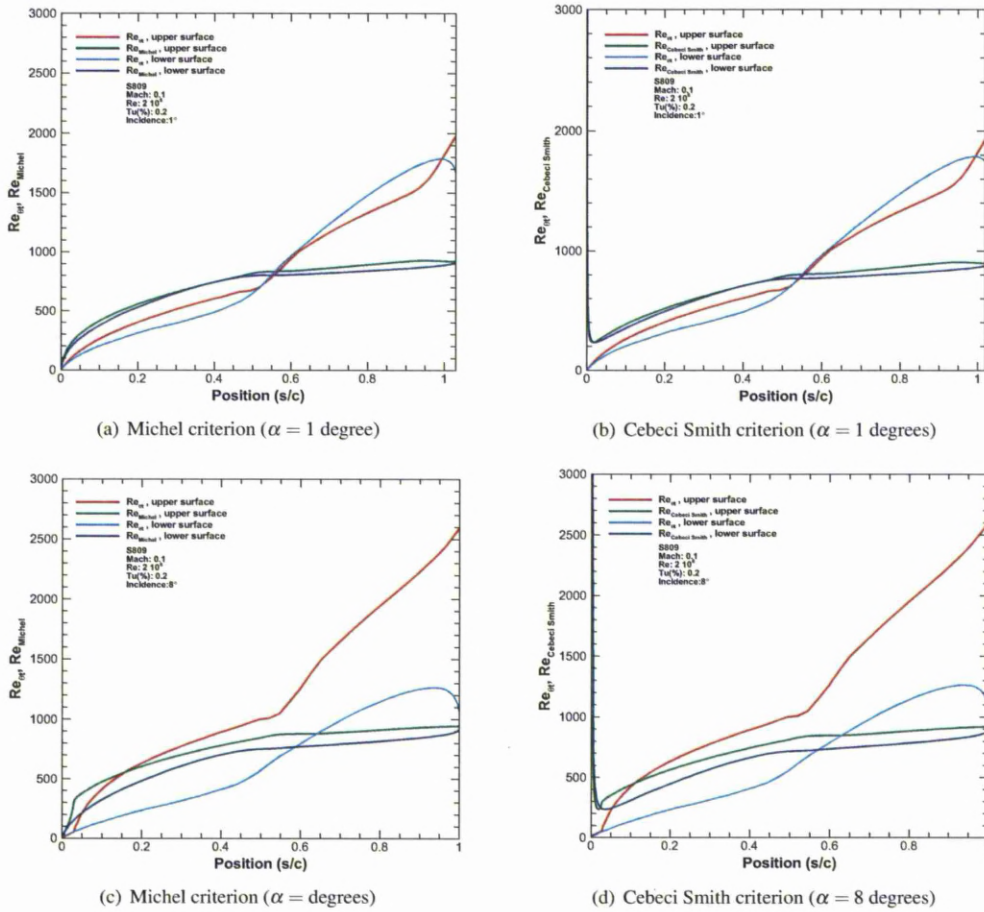 3000
2500
2000
1500
1000
500
0
Re_θt, Re_Michel
Re_θt , upper surface
Re_Michel , upper surface
Re_θt , lower surface
Re_Michel , lower surface
S809
Mach: 0,1
Re: 2 10^6
Tu(%): 0.2
Incidence:1°
0 0.2 0.4 0.6 0.8 1
Position (s/c)
(a) Michel criterion (α = 1 degree)
3000
2000
1000
0
Re_θt, Re_Cebeci Smith
Re_θt , upper surface
Re_Cebeci Smith , upper surface
Re_θt , lower surface
Re_Cebeci Smith , lower surface
S809
Mach: 0,1
Re: 2 10^6
Tu(%): 0.2
Incidence:1°
0 0.2 0.4 0.6 0.8 1
Position (s/c)
(b) Cebeci Smith criterion (α = 1 degrees)
3000
2500
2000
1500
1000
500
0
Re_θt, Re_Michel
Re_θt , upper surface
Re_Michel , upper surface
Re_θt , lower surface
Re_Michel , lower surface
S809
Mach: 0,1
Re: 2 10^6
Tu(%): 0.2
Incidence:8°
0 0.2 0.4 0.6 0.8 1
Position (s/c)
(c) Michel criterion (α = degrees)
3000
2500
2000
1500
1000
500
0
Re_θt, Re_Cebeci Smith
Re_θt , upper surface
Re_Cebeci Smith , upper surface
Re_θt , lower surface
Re_Cebeci Smith , lower surface
S809
Mach: 0,1
Re: 2 10^6
Tu(%): 0.2
Incidence:8°
0 0.2 0.4 0.6 0.8
Position (s/c)
(d) Cebeci Smith criterion (α = 8 degrees)